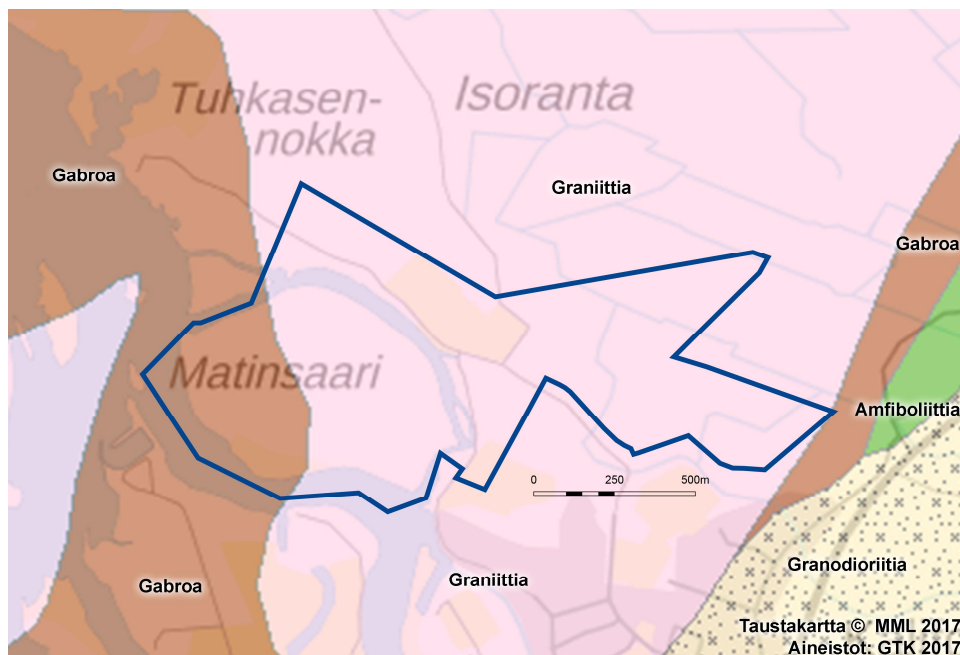 Tuhkasen-
nokka
Isoranta
Gabroa
Graniittia
Gabroa
Matinsaari
Amfiboliittia
0 250 500m
Granodioriitia
Gabroa
Graniittia
Taustakartta © MML 2017
Aineistot: GTK 2017